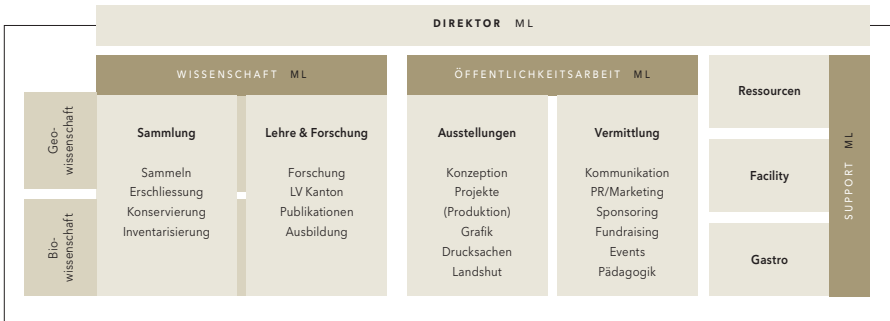 DIREKTOR ML
WISSENSCHAFT ML
Geo-
wissenschaft
Bio-
wissenschaft
Sammlung
Sammeln
Erschliessung
Konservierung
Inventarisierung
Lehre & Forschung
Forschung
LV Kanton
Publikationen
Ausbildung
ÖFFENTLICHKEITSARBEIT ML
Ausstellungen
Konzeption
Projekte
(Produktion)
Grafik
Drucksachen
Landshut
Vermittlung
Kommunikation
PR/Marketing
Sponsoring
Fundraising
Events
Pädagogik
SUPPORT ML
Ressourcen
Facility
Gastro